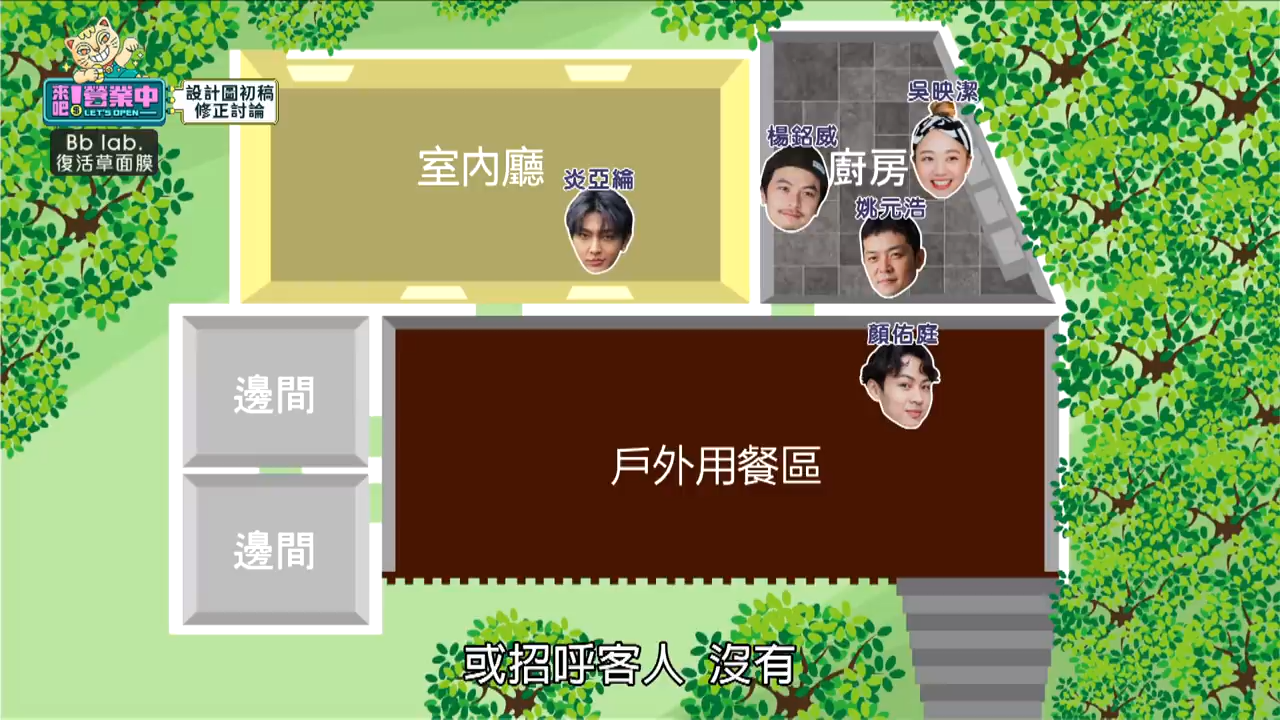 來吧!營業中
LET'S OPEN
設計圖初稿
修正討論
Bb lab.
復活草面膜
室內廳
炎亞綸
楊銘威
吳映潔
廚房
姚元浩
顏佑庭
邊間
戶外用餐區
邊間
或招呼客人 沒有